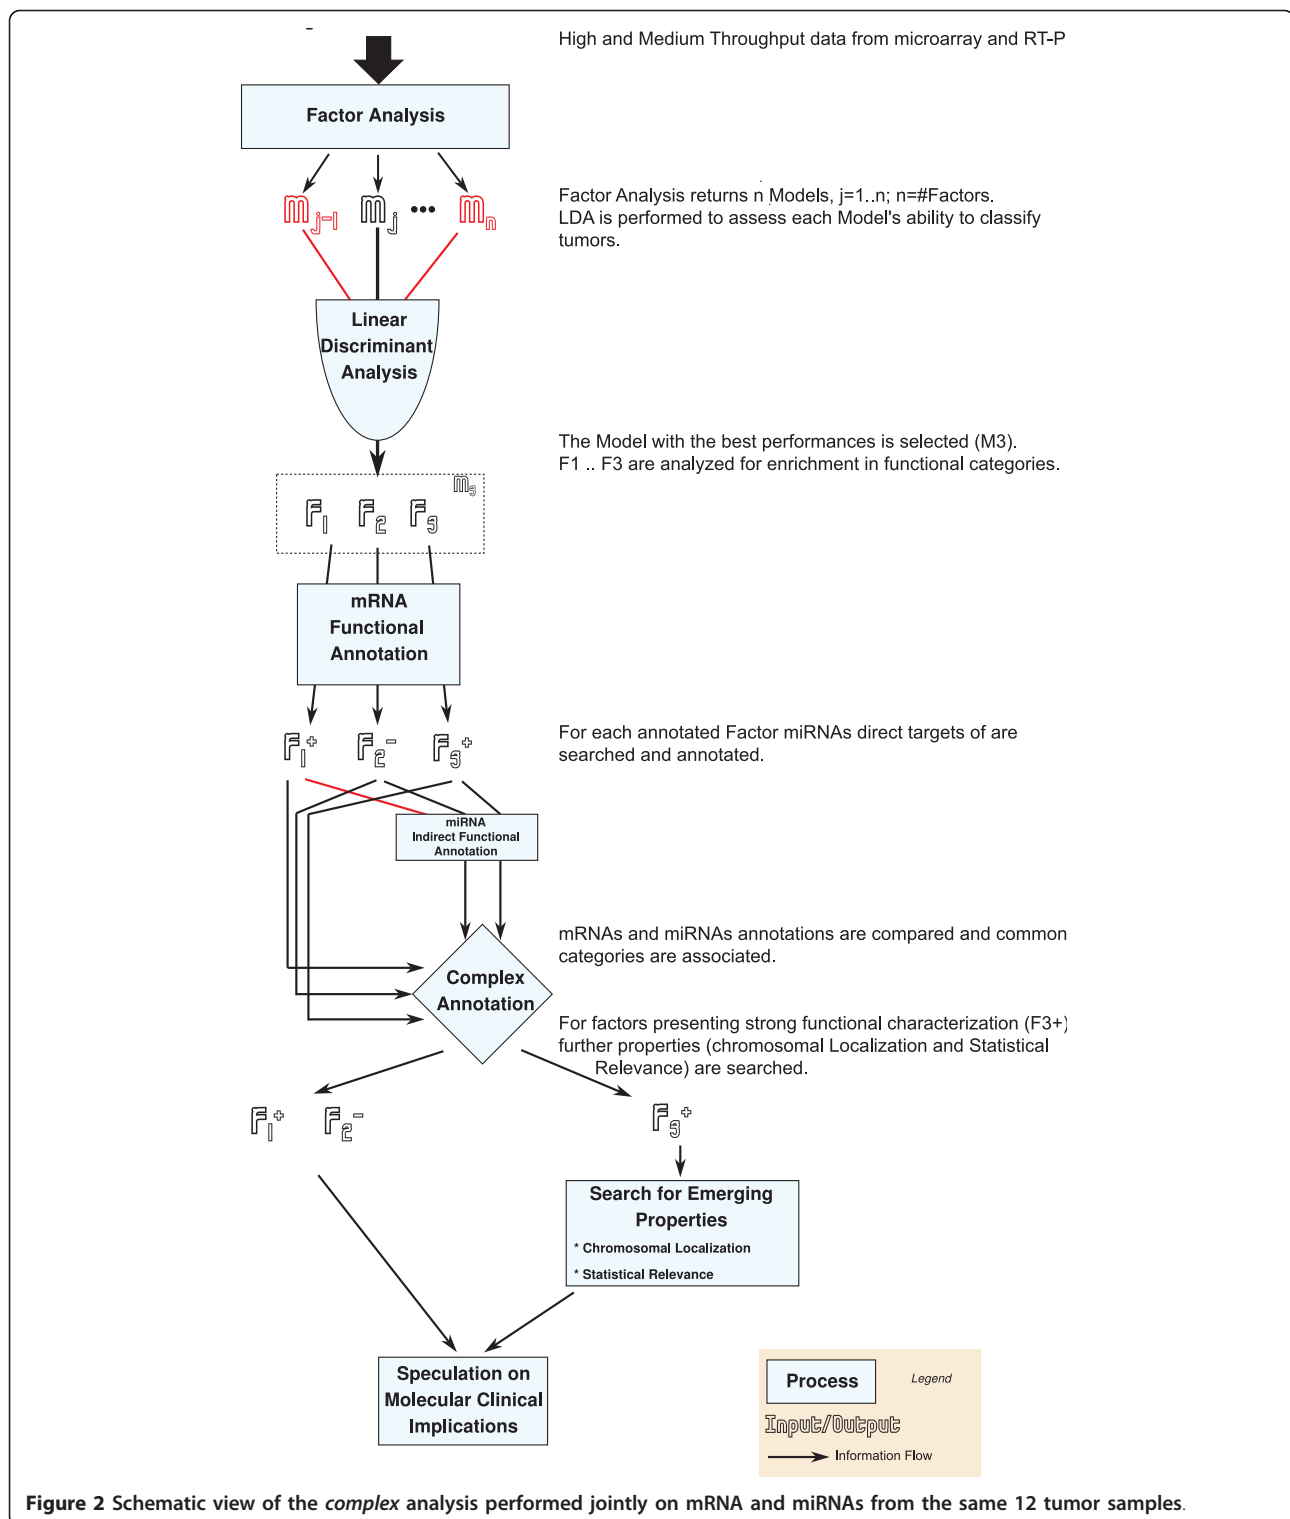 High and Medium Throughput data from microarray and RT-P
Factor Analysis
m j-1 m j ••• m n
Factor Analysis returns n Models, j=1..n; n=#Factors.
LDA is performed to assess each Model's ability to classify
tumors.
Linear
Discriminant
Analysis
The Model with the best performances is selected (M3).
F1 .. F3 are analyzed for enrichment in functional categories.
m3
F1 F2 F3
mRNA
Functional
Annotation
F1+ F2- F3+
For each annotated Factor miRNAs direct targets of are
searched and annotated.
miRNA
Indirect Functional
Annotation
mRNAs and miRNAs annotations are compared and common
categories are associated.
Complex
Annotation
For factors presenting strong functional characterization (F3+)
further properties (chromosomal Localization and Statistical
Relevance) are searched.
F1+ F2-
F3+
Search for Emerging
Properties
* Chromosomal Localization
* Statistical Relevance
Speculation on
Molecular Clinical
Implications
Process
Legend
Input/Output
Information Flow
Figure 2 Schematic view of the complex analysis performed jointly on mRNA and miRNAs from the same 12 tumor samples.